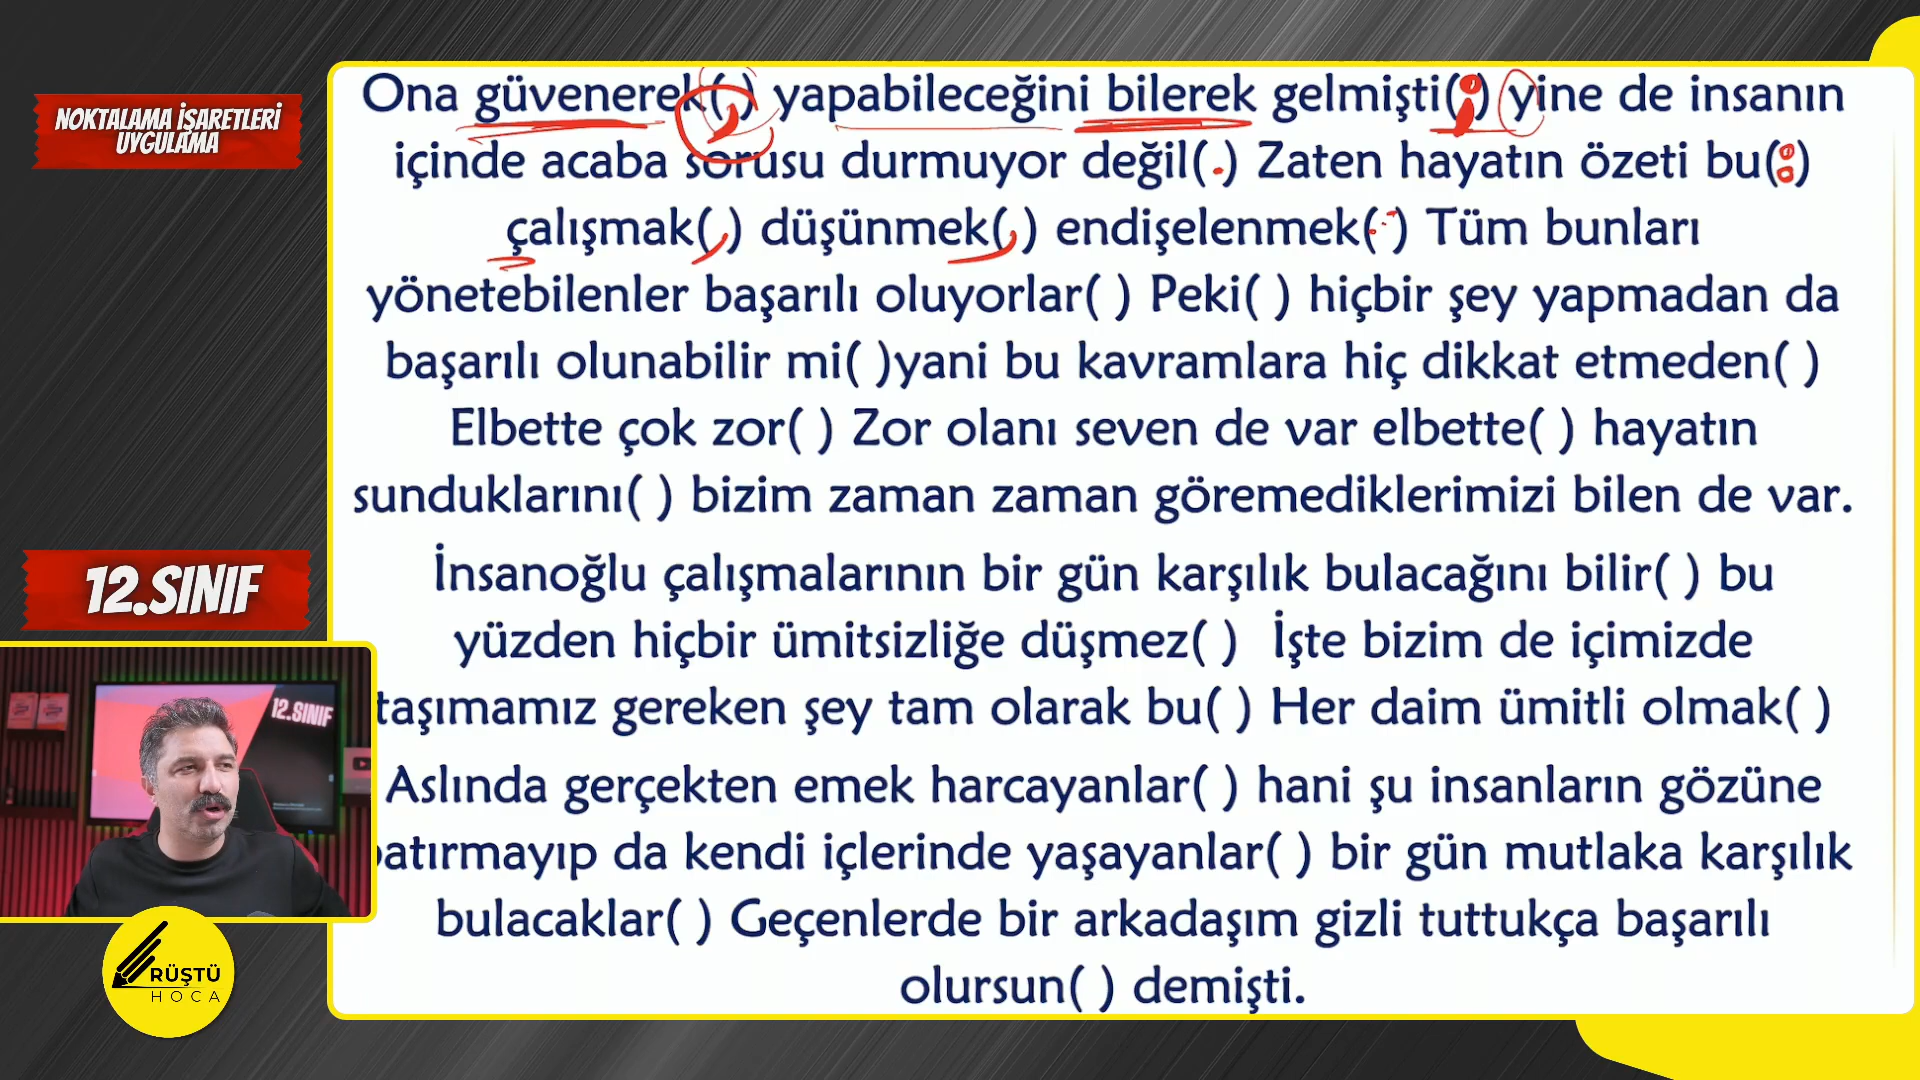 NOKTALAMA İŞARETLERİ
UYGULAMA
Ona güvenerek(,) yapabileceğini bilerek gelmişti(;) yine de insanın
içinde acaba sorusu durmuyor değil(.) Zaten hayatın özeti bu(:)
çalışmak(,) düşünmek(,) endişelenmek( ) Tüm bunları
yönetebilenler başarılı oluyorlar( ) Peki( ) hiçbir şey yapmadan da
başarılı olunabilir mi( )yani bu kavramlara hiç dikkat etmeden( )
Elbette çok zor( ) Zor olanı seven de var elbette( ) hayatın
sunduklarını( ) bizim zaman zaman göremediklerimizi bilen de var.
İnsanoğlu çalışmalarının bir gün karşılık bulacağını bilir( ) bu
yüzden hiçbir ümitsizliğe düşmez( ) İşte bizim de içimizde
taşımamız gereken şey tam olarak bu( ) Her daim ümitli olmak( )
Aslında gerçekten emek harcayanlar( ) hani şu insanların gözüne
batırmayıp da kendi içlerinde yaşayanlar( ) bir gün mutlaka karşılık
bulacaklar( ) Geçenlerde bir arkadaşım gizli tuttukça başarılı
olursun( ) demişti.
12.SINIF
12.SINIF
RÜŞTÜ
HOCA